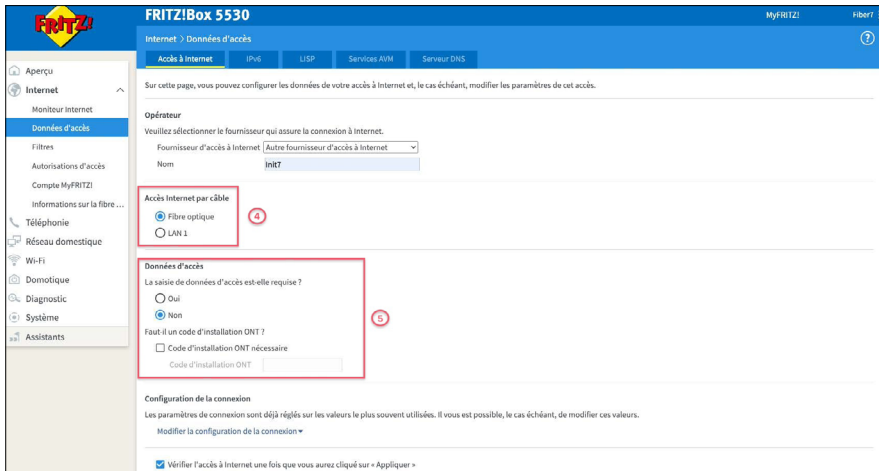 FRITZ!
FRITZ!Box 5530
MyFRITZ!
Fiber7
Internet > Données d'accès
?
Accès à Internet
IPv6
LISP
Services AVM
Serveur DNS
Aperçu
Internet
Moniteur Internet
Données d'accès
Filtres
Autorisations d'accès
Compte MyFRITZ!
Informations sur la fibre ...
Téléphonie
Réseau domestique
Wi-Fi
Domotique
Diagnostic
Système
Assistants
Sur cette page, vous pouvez configurer les données de votre accès à Internet et, le cas échéant, modifier les paramètres de cet accès.
Opérateur
Veuillez sélectionner le fournisseur qui assure la connexion à Internet.
Fournisseur d'accès à Internet Autre fournisseur d'accès à Internet
Nom Init7
Accès Internet par câble
Fibre optique
4
LAN 1
Données d'accès
La saisie de données d'accès est-elle requise ?
Oui
Non
5
Faut-il un code d'installation ONT ?
Code d'installation ONT nécessaire
Code d'installation ONT
Configuration de la connexion
Les paramètres de connexion sont déjà réglés sur les valeurs le plus souvent utilisées. Il vous est possible, le cas échéant, de modifier ces valeurs.
Modifier la configuration de la connexion
Vérifier l'accès à Internet une fois que vous aurez cliqué sur « Appliquer »